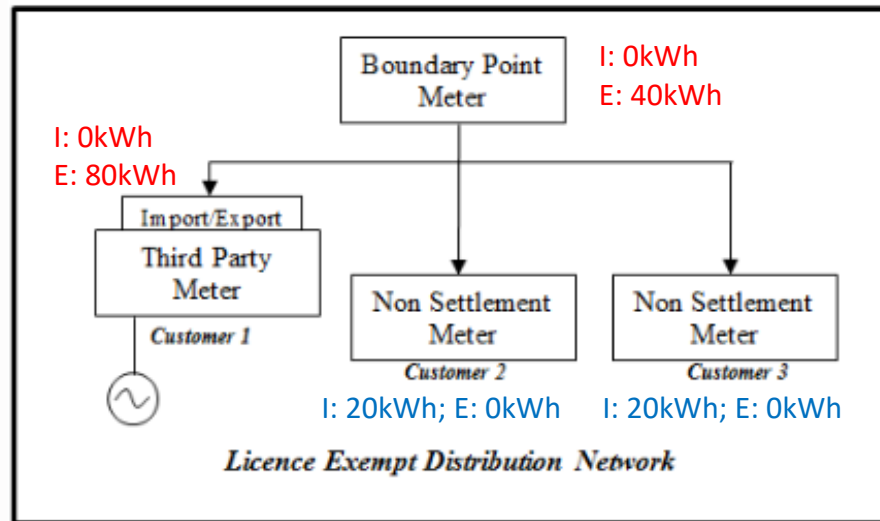 Boundary Point
Meter
I: 0kWh
E: 40kWh
I: 0kWh
E: 80kWh
Import/Export
Third Party
Meter
Customer 1
Non Settlement
Meter
Customer 2
I: 20kWh; E: 0kWh
Non Settlement
Meter
Customer 3
I: 20kWh; E: 0kWh
Licence Exempt Distribution Network